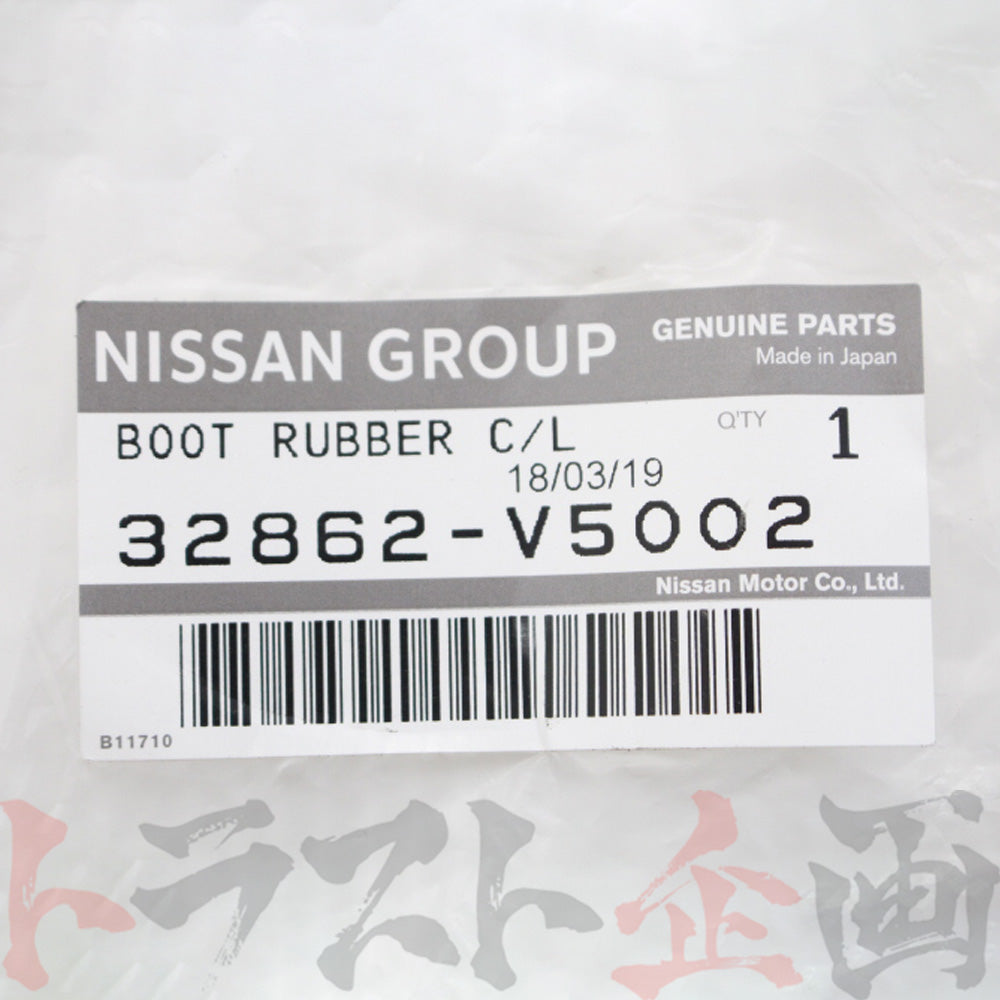 NISSAN GROUP
GENUINE PARTS
Made in Japan
BOOT RUBBER C/L
Q'TY 1
18/03/19
32862-V5002
Nissan Motor Co., Ltd.
B11710
トラスト企画